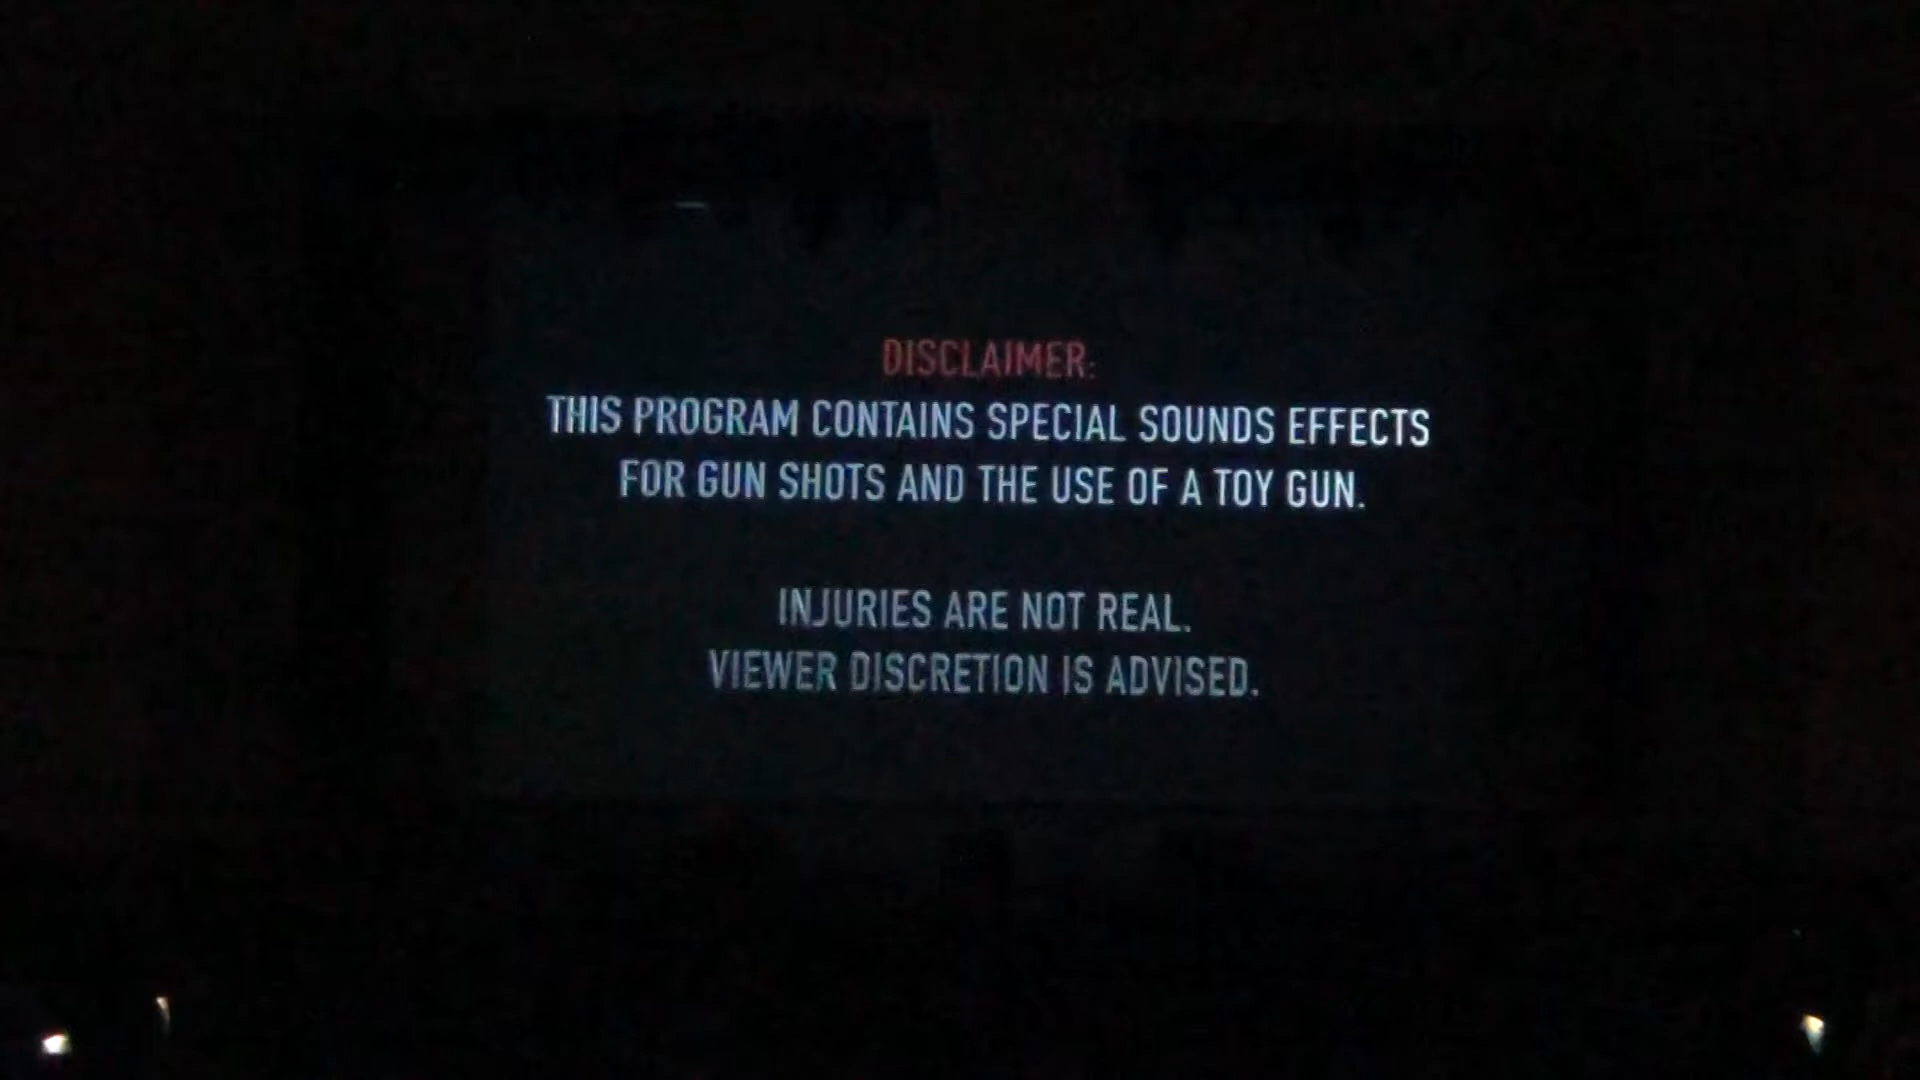 DISCLAIMER:
THIS PROGRAM CONTAINS SPECIAL SOUNDS EFFECTS
FOR GUN SHOTS AND THE USE OF A TOY GUN.
INJURIES ARE NOT REAL.
VIEWER DISCRETION IS ADVISED.